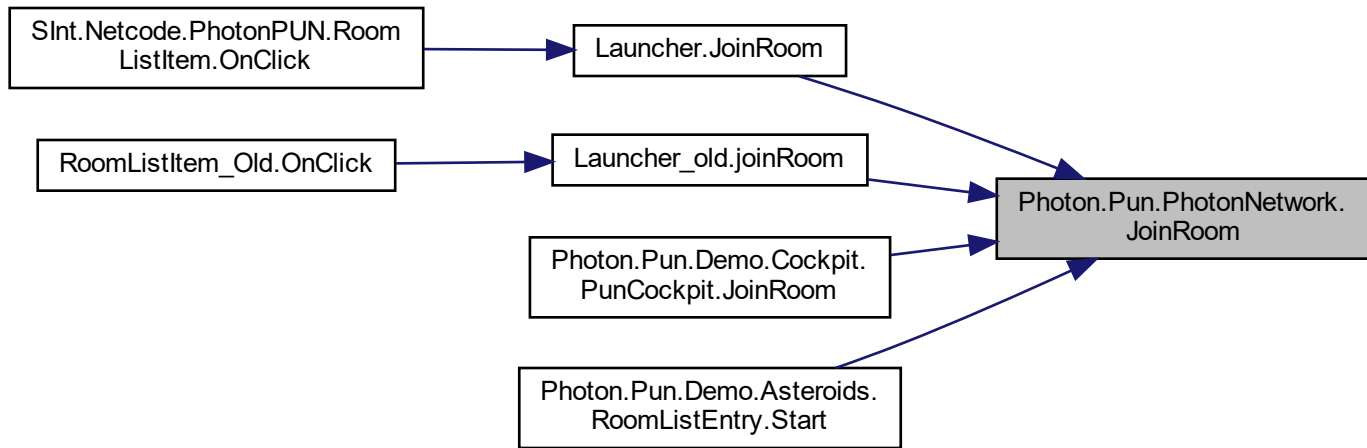 SInt.Netcode.PhotonPUN.Room
ListItem.OnClick
Launcher.JoinRoom
RoomListItem_Old.OnClick
Launcher_old.joinRoom
Photon.Pun.PhotonNetwork.
JoinRoom
Photon.Pun.Demo.Cockpit.
PunCockpit.JoinRoom
Photon.Pun.Demo.Asteroids.
RoomListEntry.Start